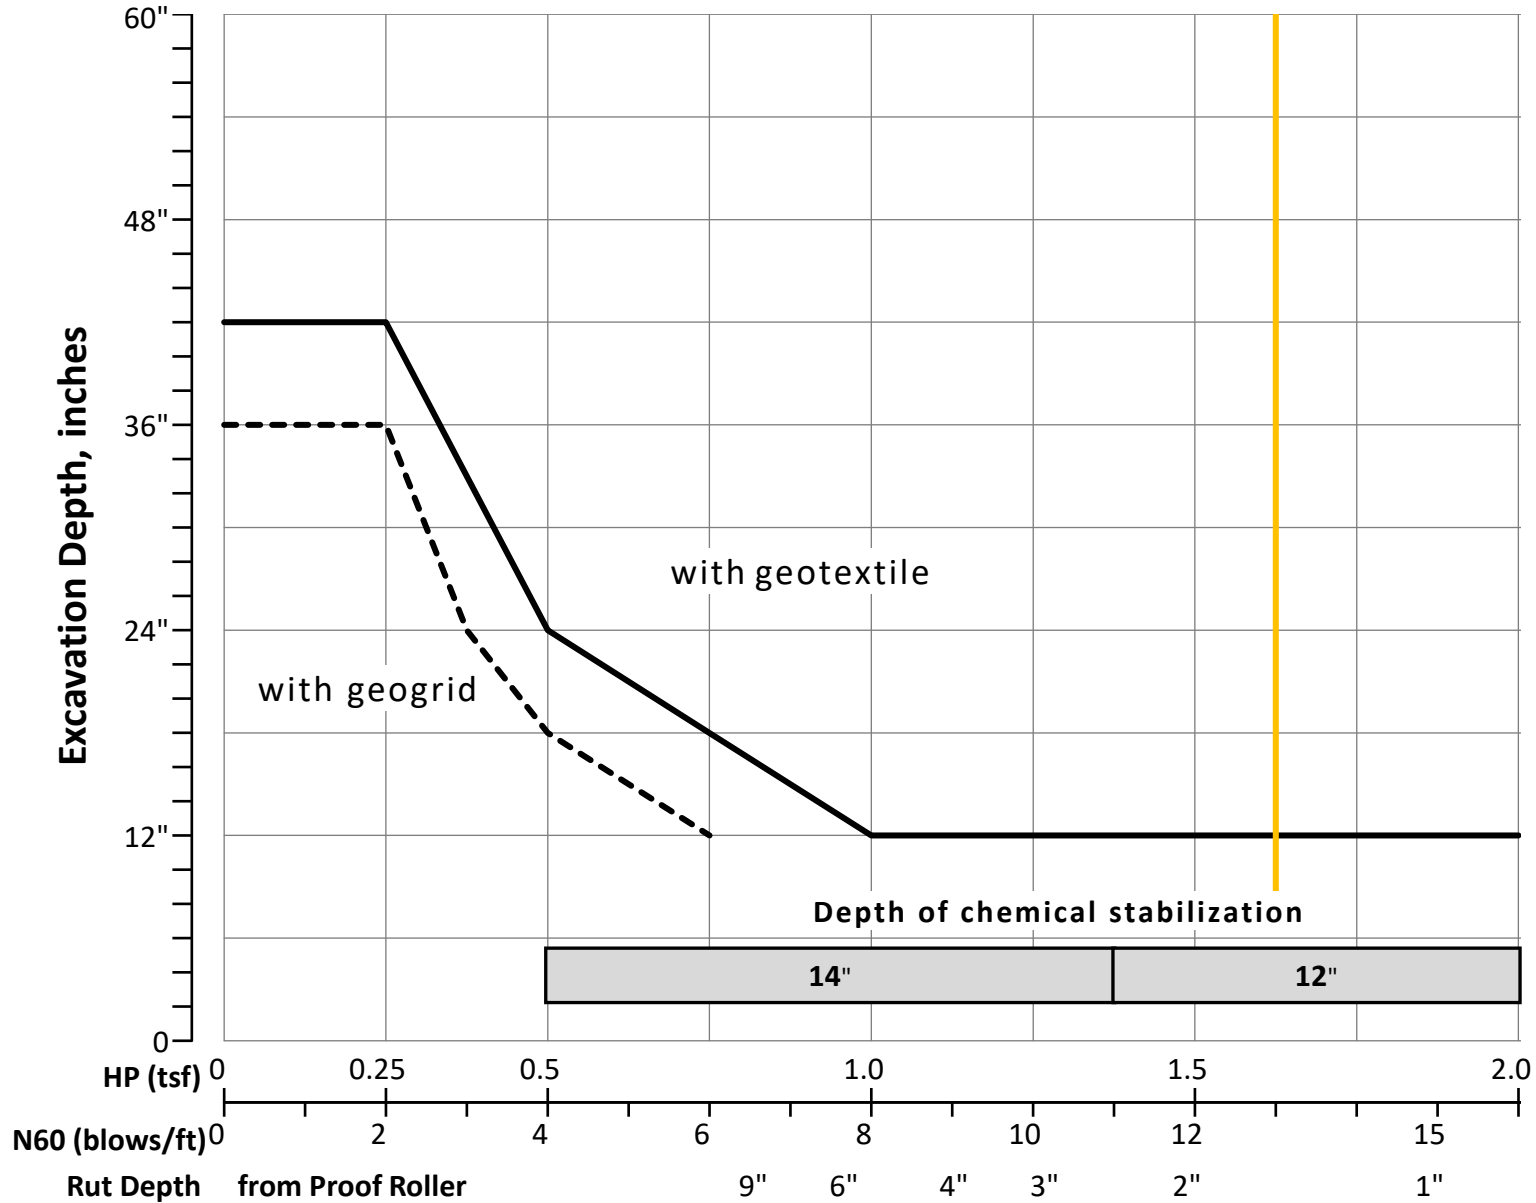 60"
48"
36"
24"
12"
0
Excavation Depth, inches
with geotextile
with geogrid
Depth of chemical stabilization
14" 12"
HP (tsf) 0 0.25 0.5 1.0 1.5 2.0
N60 (blows/ft) 0 2 4 6 8 10 12 15
Rut Depth from Proof Roller 9" 6" 4" 3" 2" 1"